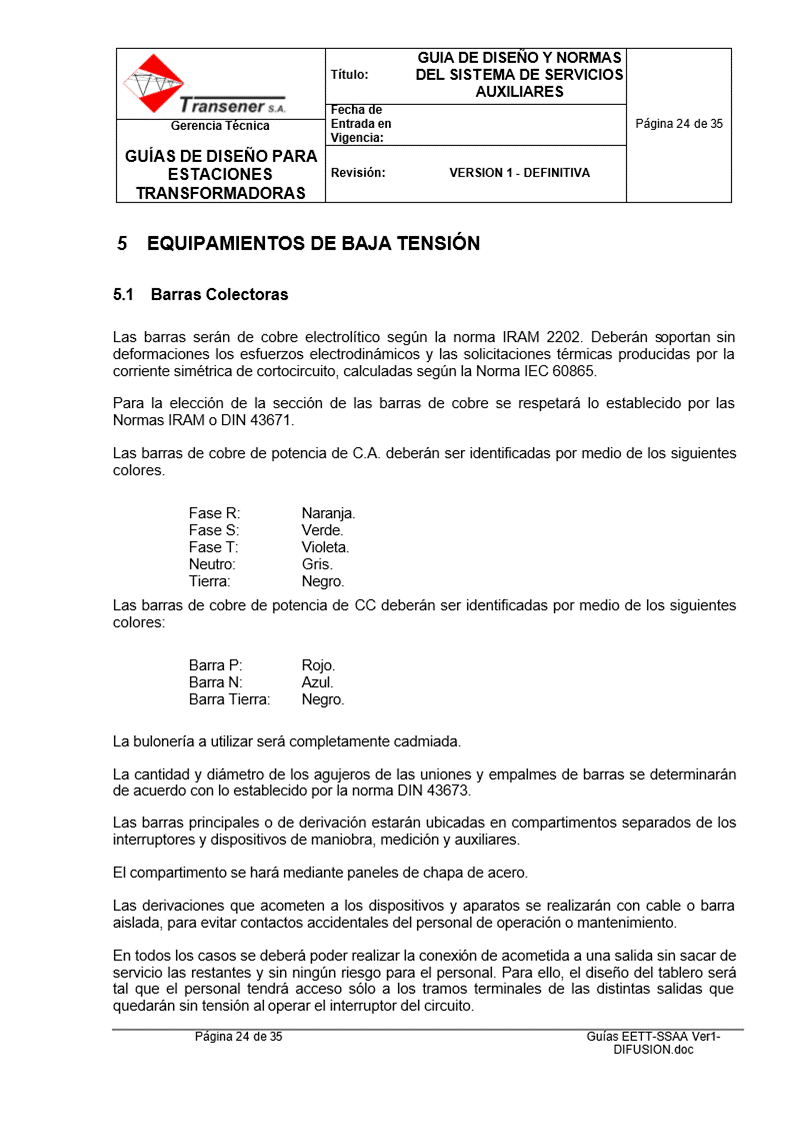 Transener S.A.
Gerencia Técnica
GUÍAS DE DISEÑO PARA
ESTACIONES
TRANSFORMADORAS
Título:
GUIA DE DISEÑO Y NORMAS
DEL SISTEMA DE SERVICIOS
AUXILIARES
Fecha de
Entrada en
Vigencia:
Revisión:
VERSION 1 - DEFINITIVA
Página 24 de 35
5 EQUIPAMIENTOS DE BAJA TENSIÓN
5.1 Barras Colectoras
Las barras serán de cobre electrolítico según la norma IRAM 2202. Deberán soportan sin
deformaciones los esfuerzos electrodinámicos y las solicitaciones térmicas producidas por la
corriente simétrica de cortocircuito, calculadas según la Norma IEC 60865.
Para la elección de la sección de las barras de cobre se respetará lo establecido por las
Normas IRAM o DIN 43671.
Las barras de cobre de potencia de C.A. deberán ser identificadas por medio de los siguientes
colores.
Fase R: Naranja.
Fase S: Verde.
Fase T: Violeta.
Neutro: Gris.
Tierra: Negro.
Las barras de cobre de potencia de CC deberán ser identificadas por medio de los siguientes
colores:
Barra P: Rojo.
Barra N: Azul.
Barra Tierra: Negro.
La bulonería a utilizar será completamente cadmiada.
La cantidad y diámetro de los agujeros de las uniones y empalmes de barras se determinarán
de acuerdo con lo establecido por la norma DIN 43673.
Las barras principales o de derivación estarán ubicadas en compartimentos separados de los
interruptores y dispositivos de maniobra, medición y auxiliares.
El compartimento se hará mediante paneles de chapa de acero.
Las derivaciones que acometen a los dispositivos y aparatos se realizarán con cable o barra
aislada, para evitar contactos accidentales del personal de operación o mantenimiento.
En todos los casos se deberá poder realizar la conexión de acometida a una salida sin sacar de
servicio las restantes y sin ningún riesgo para el personal. Para ello, el diseño del tablero será
tal que el personal tendrá acceso sólo a los tramos terminales de las distintas salidas que
quedarán sin tensión al operar el interruptor del circuito.
Página 24 de 35
Guías EETT-SSAA Ver1-
DIFUSION.doc